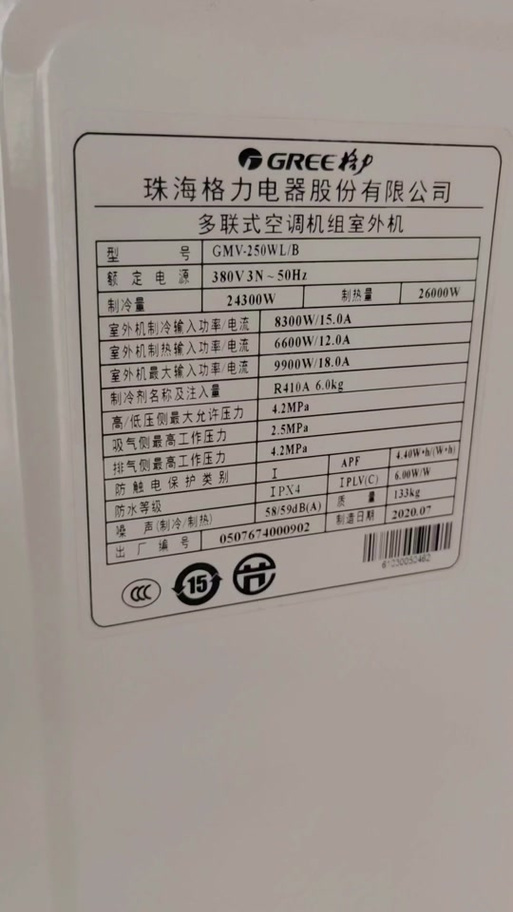 GREE格力
珠海格力电器股份有限公司
多联式空调机组室外机
型 号 GMV-250WL/B
额 定 电 源 380V 3N ~ 50Hz
制冷量 24300W 制热量 26000W
室外机制冷输入功率/电流 8300W/15.0A
室外机制热输入功率/电流 6600W/12.0A
室外机最大输入功率/电流 9900W/18.0A
制冷剂名称及注入量 R410A 6.0kg
高/低压侧最大允许压力 4.2MPa
吸气侧最高工作压力 2.5MPa
排气侧最高工作压力 4.2MPa
防触电保护类别 I APF 4.40W·h/(W·h)
防水等级 IPX4 IPLV(C) 6.00W/W
噪 声(制冷/制热) 58/59dB(A) 质 量 133kg
出 厂 编 号 0507674000902 制造日期 2020.07
CCC 15